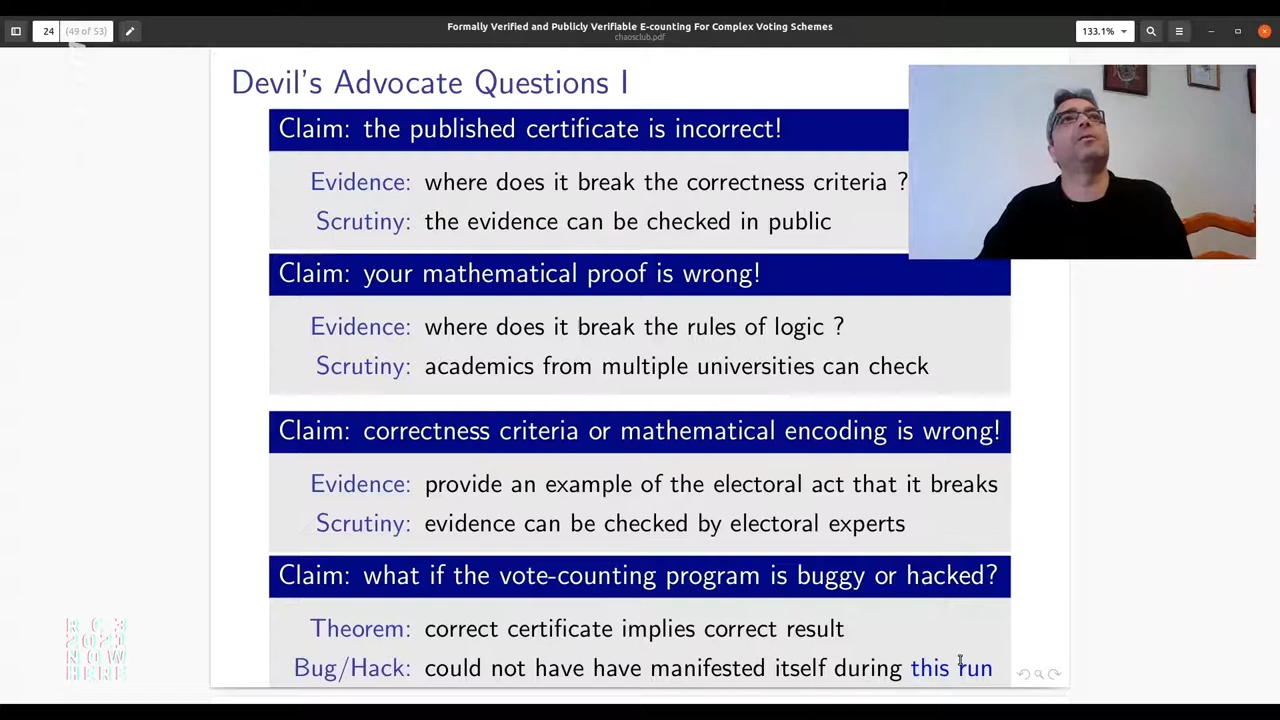 24
(49 of 53)
Formally Verified and Publicly Verifiable E-counting For Complex Voting Schemes
chaosclub.pdf
133.1%
Devil's Advocate Questions I
Claim: the published certificate is incorrect!
Evidence: where does it break the correctness criteria ?
Scrutiny: the evidence can be checked in public
Claim: your mathematical proof is wrong!
Evidence: where does it break the rules of logic ?
Scrutiny: academics from multiple universities can check
Claim: correctness criteria or mathematical encoding is wrong!
Evidence: provide an example of the electoral act that it breaks
Scrutiny: evidence can be checked by electoral experts
Claim: what if the vote-counting program is buggy or hacked?
Theorem: correct certificate implies correct result
Bug/Hack: could not have have manifested itself during this run
RC3
2021
NOW
HERE